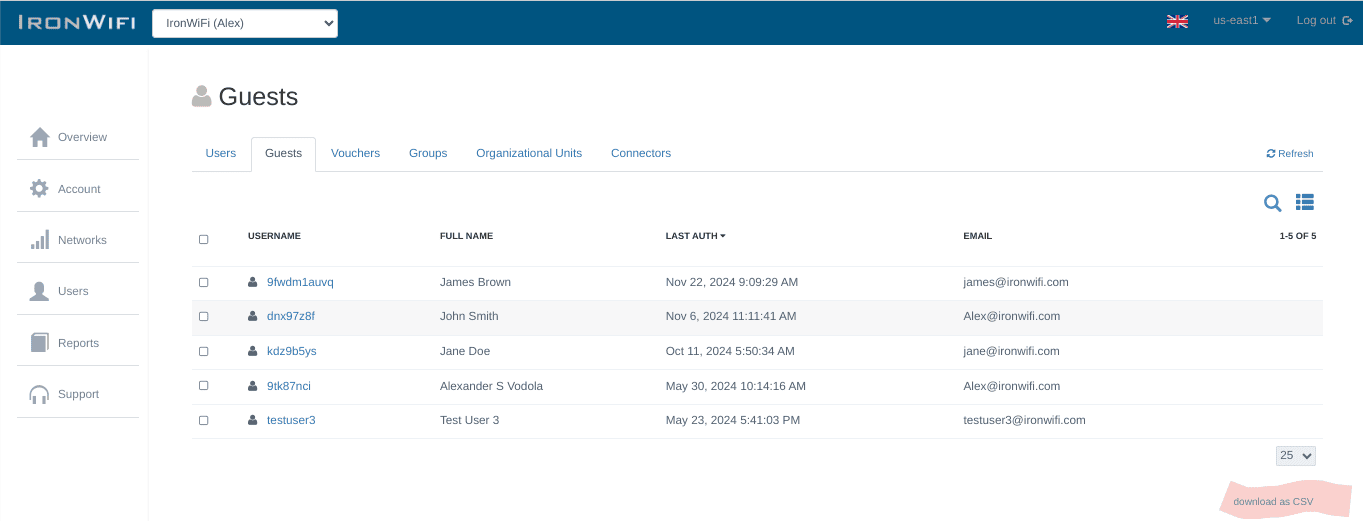 IRONWIFI IronWiFi (Alex) us-east1 Log out
Guests
Overview
Account
Networks
Users
Reports
Support
Users Guests Vouchers Groups Organizational Units Connectors Refresh
USERNAME FULL NAME LAST AUTH EMAIL 1-5 OF 5
9fwdm1auvq James Brown Nov 22, 2024 9:09:29 AM james@ironwifi.com
dnx97z8f John Smith Nov 6, 2024 11:11:41 AM Alex@ironwifi.com
kdz9b5ys Jane Doe Oct 11, 2024 5:50:34 AM jane@ironwifi.com
9tk87nci Alexander S Vodola May 30, 2024 10:14:16 AM Alex@ironwifi.com
testuser3 Test User 3 May 23, 2024 5:41:03 PM testuser3@ironwifi.com
25
download as CSV